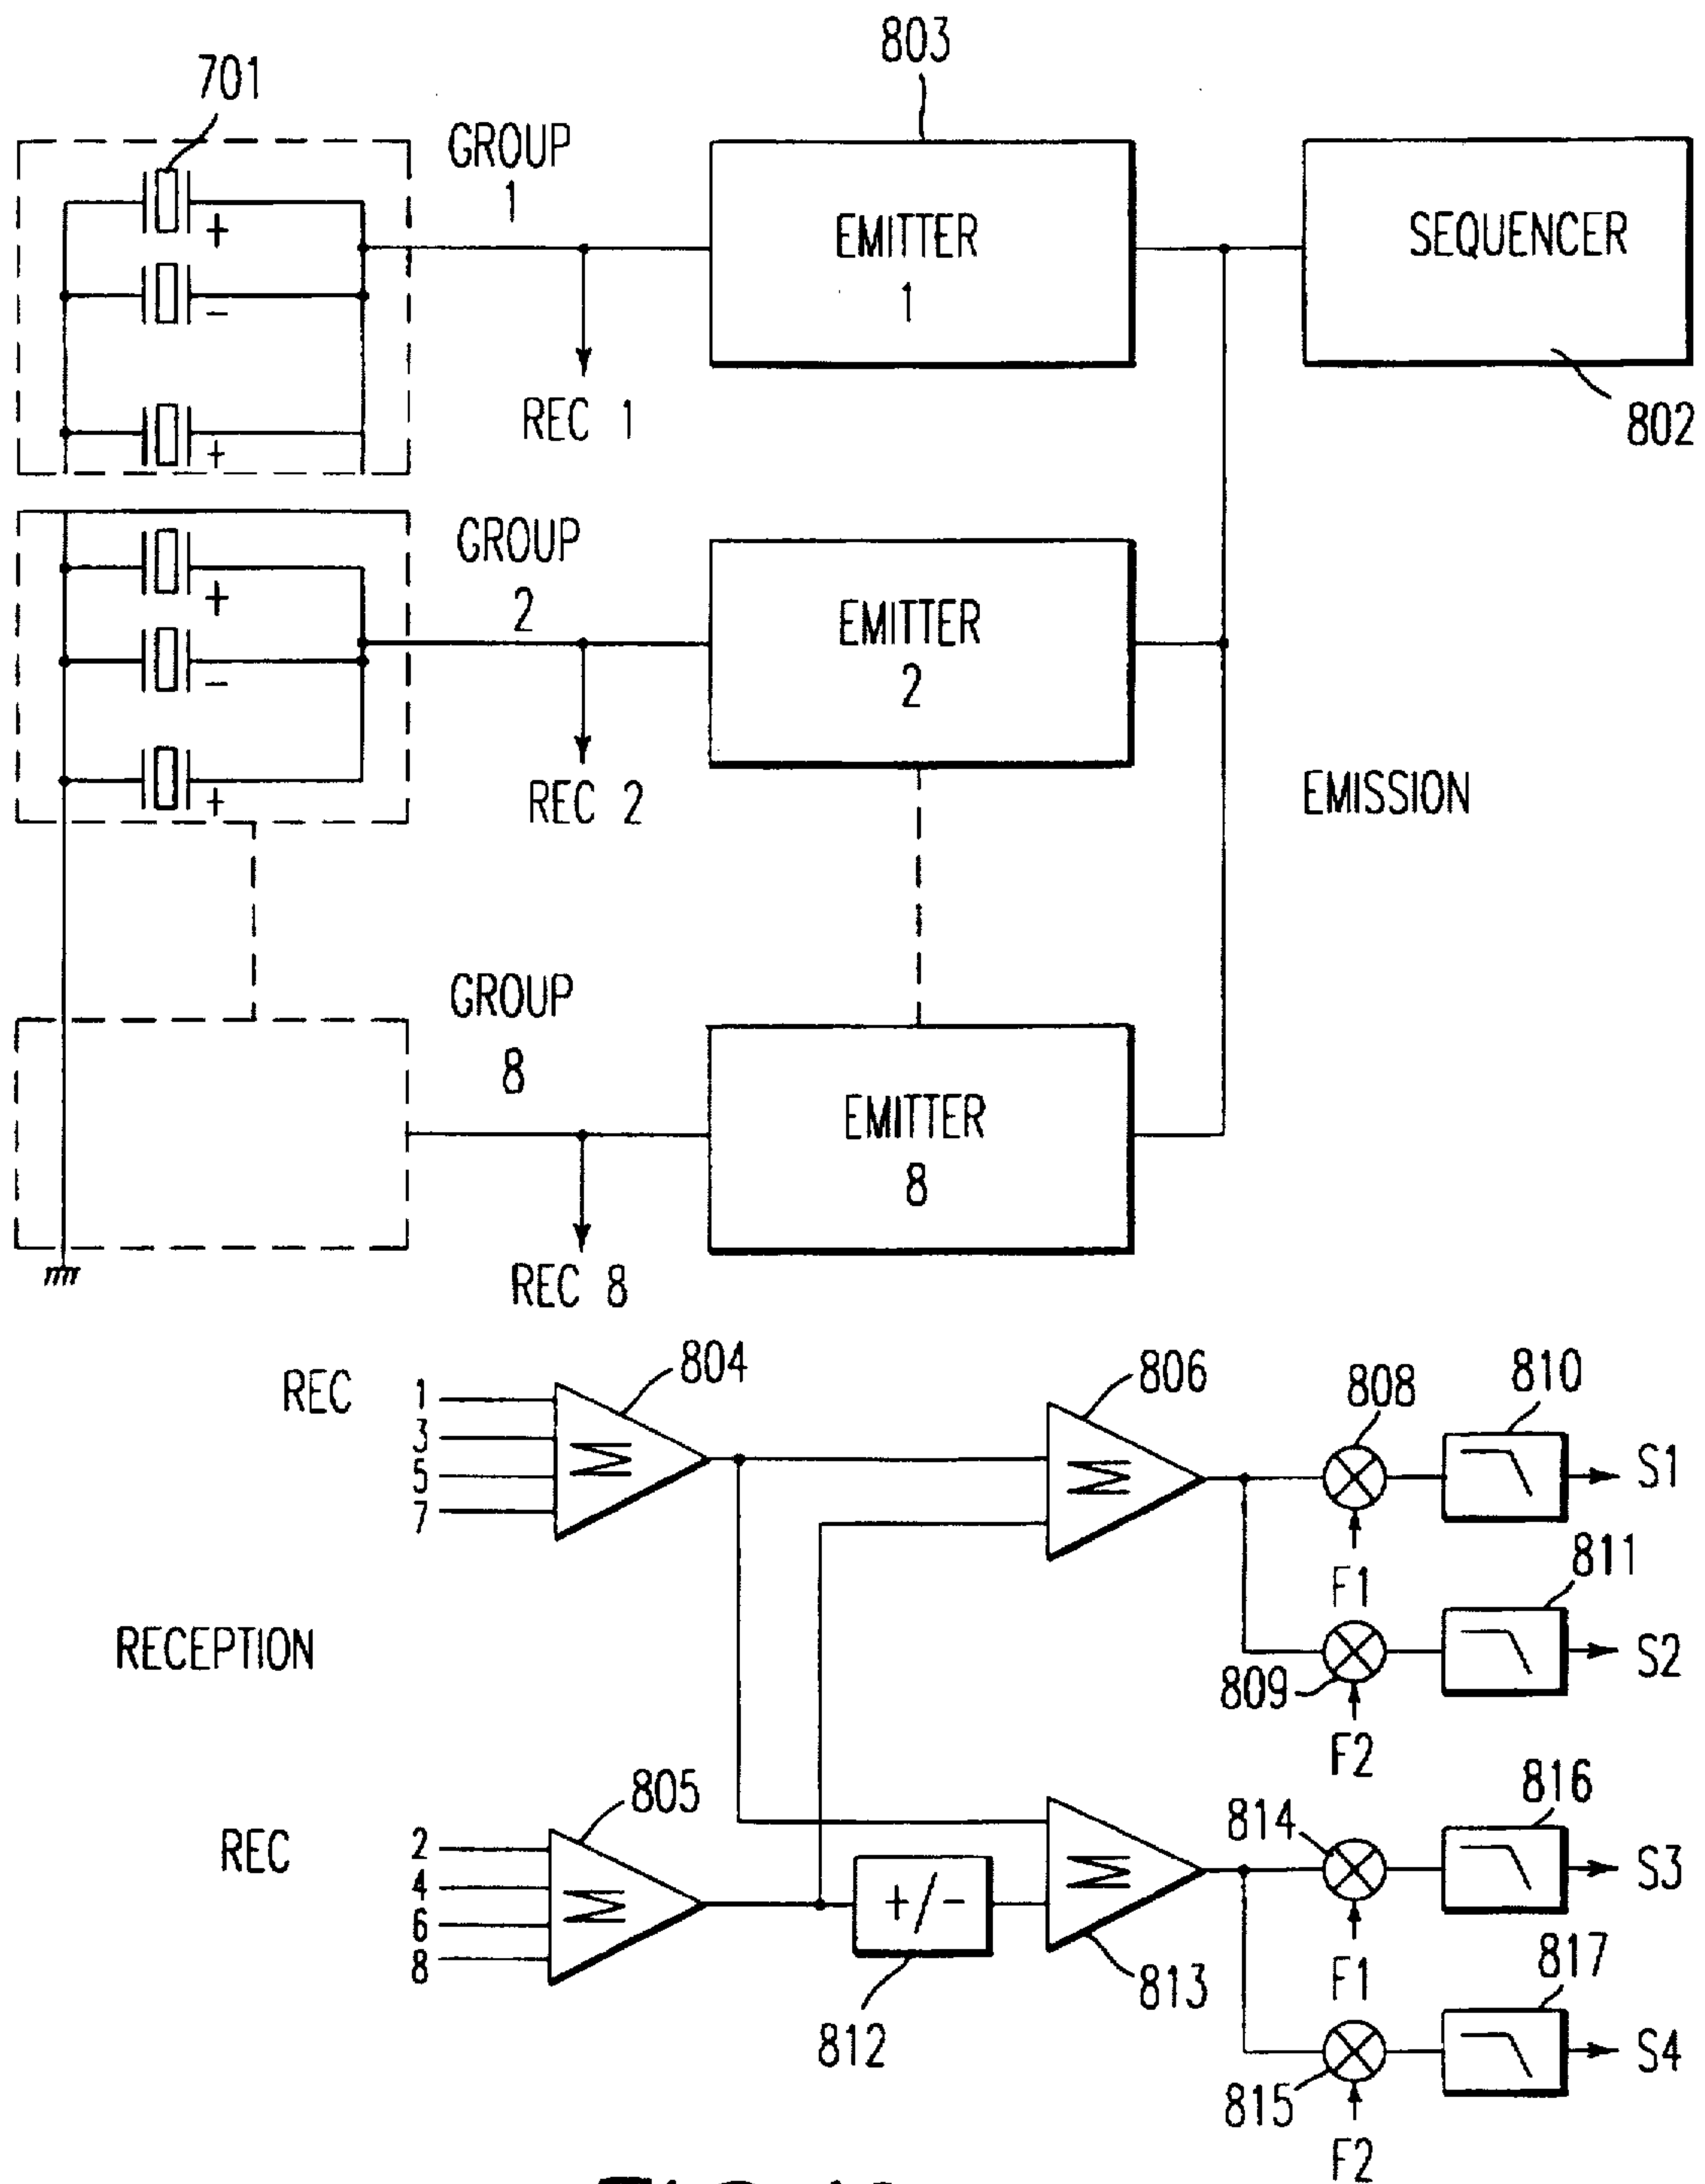 803
701
GROUP
1
EMITTER
1
SEQUENCER
+
-
+
REC 1
802
GROUP
2
EMITTER
2
+
-
+
REC 2
EMISSION
GROUP
8
EMITTER
8
REC 8
REC
1
3
5
7
Σ
804
Σ
806
808
810
S1
F1
811
S2
809
F2
RECEPTION
REC
2
4
6
8
Σ
805
+/-
812
Σ
813
814
816
S3
F1
817
S4
815
F2